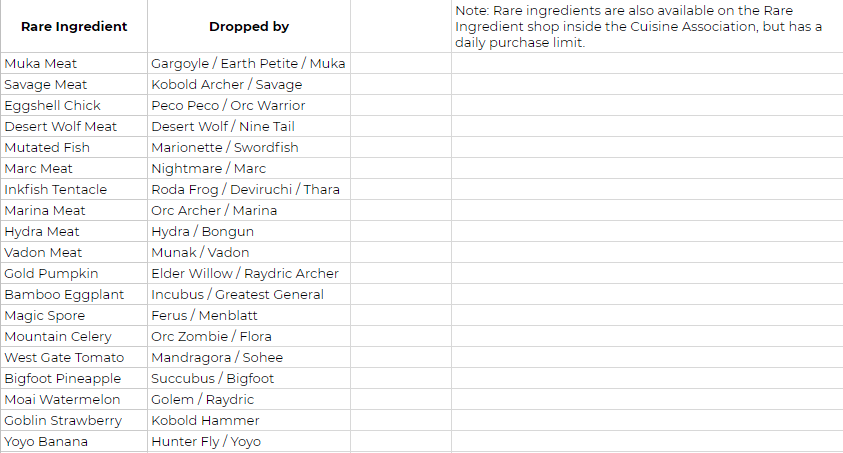 Rare Ingredient Dropped by
Note: Rare ingredients are also available on the Rare
Ingredient shop inside the Cuisine Association, but has a
daily purchase limit.
Muka Meat Gargoyle / Earth Petite / Muka
Savage Meat Kobold Archer / Savage
Eggshell Chick Peco Peco / Orc Warrior
Desert Wolf Meat Desert Wolf / Nine Tail
Mutated Fish Marionette / Swordfish
Marc Meat Nightmare / Marc
Inkfish Tentacle Roda Frog / Deviruchi / Thara
Marina Meat Orc Archer / Marina
Hydra Meat Hydra / Bongun
Vadon Meat Munak / Vadon
Gold Pumpkin Elder Willow / Raydric Archer
Bamboo Eggplant Incubus / Greatest General
Magic Spore Ferus / Menblatt
Mountain Celery Orc Zombie / Flora
West Gate Tomato Mandragora / Sohee
Bigfoot Pineapple Succubus / Bigfoot
Moai Watermelon Golem / Raydric
Goblin Strawberry Kobold Hammer
Yoyo Banana Hunter Fly / Yoyo